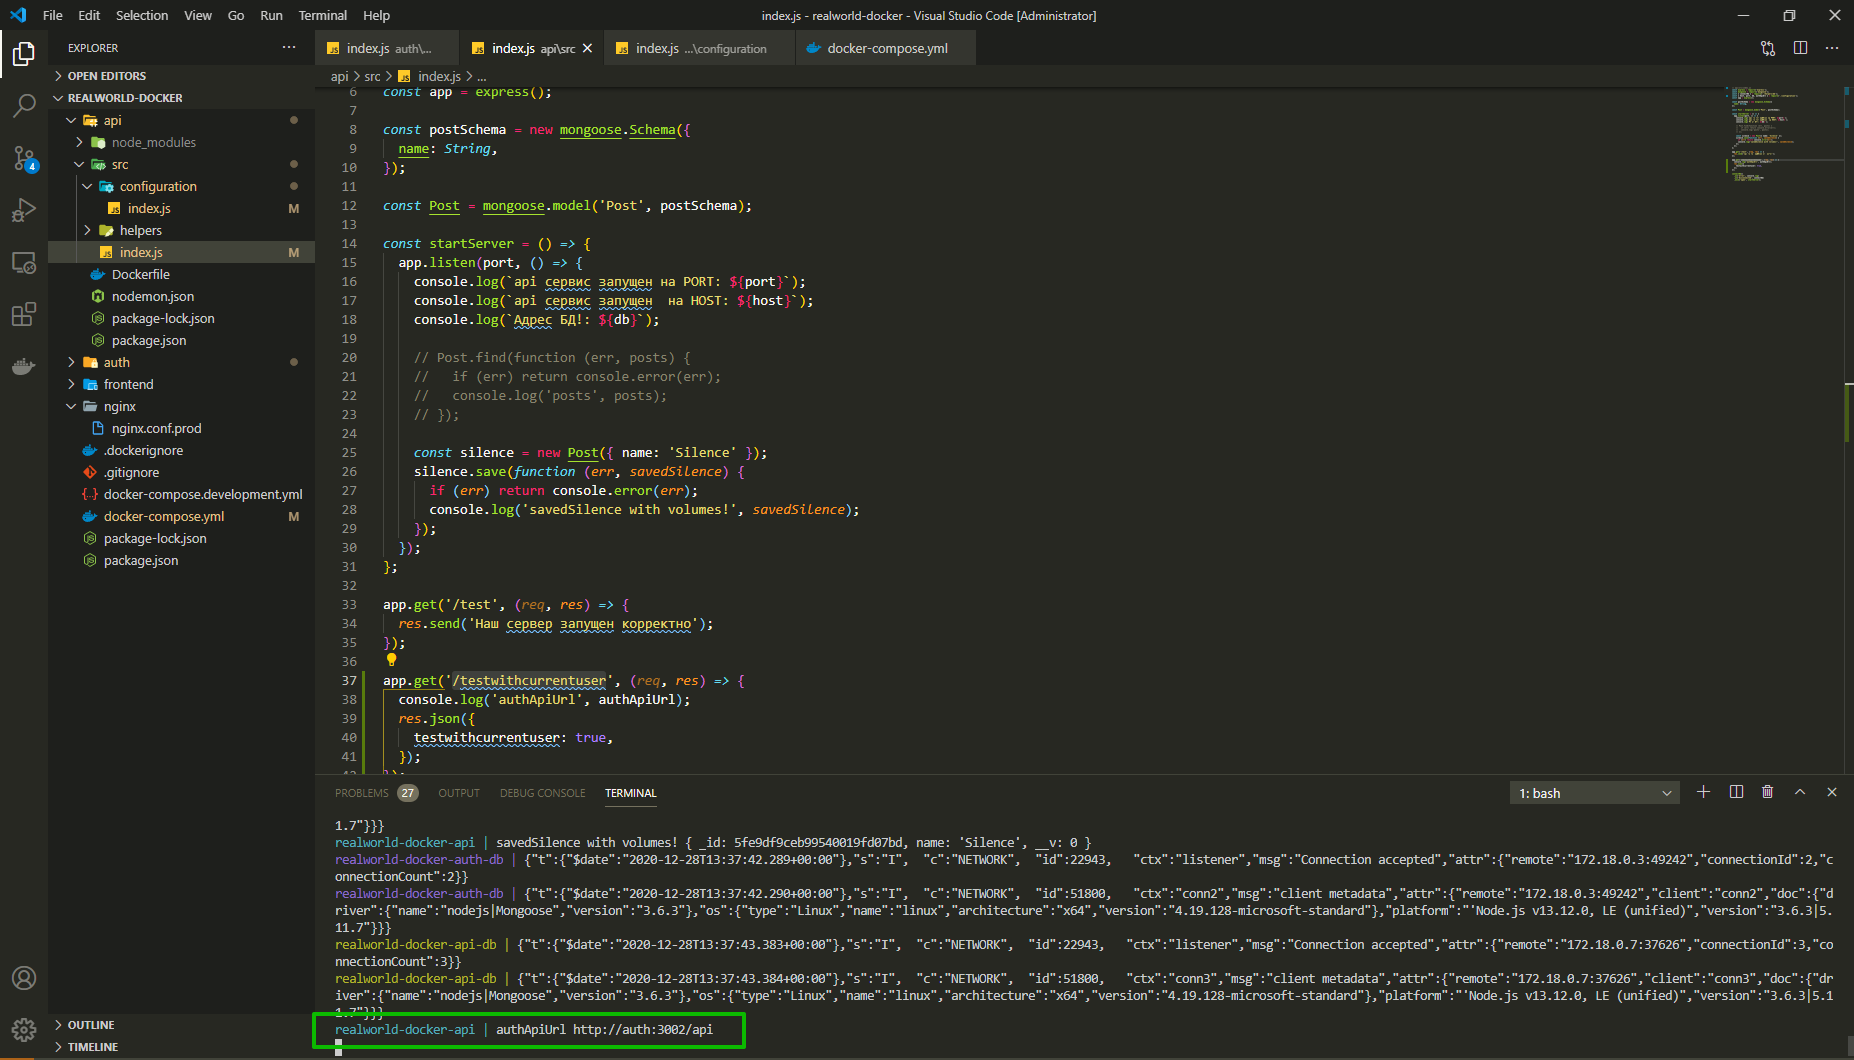 File Edit Selection View Go Run Terminal Help
index.js - realworld-docker - Visual Studio Code [Administrator]
EXPLORER
OPEN EDITORS
REALWORLD-DOCKER
api
node_modules
src
configuration
index.js M
helpers
index.js M
Dockerfile
nodemon.json
package-lock.json
package.json
auth
frontend
nginx
nginx.conf.prod
.dockerignore
.gitignore
docker-compose.development.yml
docker-compose.yml M
package-lock.json
package.json
OUTLINE
TIMELINE
4
index.js auth\... index.js api\src index.js ...\configuration docker-compose.yml
api > src > index.js > ...
6 const app = express();
7
8 const postSchema = new mongoose.Schema({
9 name: String,
10 });
11
12 const Post = mongoose.model('Post', postSchema);
13
14 const startServer = () => {
15 app.listen(port, () => {
16 console.log(`api сервис запущен на PORT: ${port}`);
17 console.log(`api сервис запущен  на HOST: ${host}`);
18 console.log(`Адрес БД!: ${db}`);
19
20 // Post.find(function (err, posts) {
21 //   if (err) return console.error(err);
22 //   console.log('posts', posts);
23 // });
24
25 const silence = new Post({ name: 'Silence' });
26 silence.save(function (err, savedSilence) {
27 if (err) return console.error(err);
28 console.log('savedSilence with volumes!', savedSilence);
29 });
30 });
31 };
32
33 app.get('/test', (req, res) => {
34 res.send('Наш сервер запущен корректно');
35 });
36
37 app.get('/testwithcurrentuser', (req, res) => {
38 console.log('authApiUrl', authApiUrl);
39 res.json({
40 testwithcurrentuser: true,
41 });
PROBLEMS 27 OUTPUT DEBUG CONSOLE TERMINAL
1: bash
1.7"}}}
realworld-docker-api | savedSilence with volumes! { _id: 5fe9df9ceb99540019fd07bd, name: 'Silence', __v: 0 }
realworld-docker-auth-db | {"t":{"$date":"2020-12-28T13:37:42.289+00:00"},"s":"I",  "c":"NETWORK",  "id":22943,   "ctx":"listener","msg":"Connection accepted","attr":{"remote":"172.18.0.3:49242","connectionId":2,"c
onnectionCount":2}}
realworld-docker-auth-db | {"t":{"$date":"2020-12-28T13:37:42.290+00:00"},"s":"I",  "c":"NETWORK",  "id":51800,   "ctx":"conn2","msg":"client metadata","attr":{"remote":"172.18.0.3:49242","client":"conn2","doc":{"d
river":{"name":"nodejs|Mongoose","version":"3.6.3"},"os":{"type":"Linux","name":"linux","architecture":"x64","version":"4.19.128-microsoft-standard"},"platform":"'Node.js v13.12.0, LE (unified)","version":"3.6.3|5.
11.7"}}}
realworld-docker-api-db | {"t":{"$date":"2020-12-28T13:37:43.383+00:00"},"s":"I",  "c":"NETWORK",  "id":22943,   "ctx":"listener","msg":"Connection accepted","attr":{"remote":"172.18.0.7:37626","connectionId":3,"co
nnectionCount":3}}
realworld-docker-api-db | {"t":{"$date":"2020-12-28T13:37:43.384+00:00"},"s":"I",  "c":"NETWORK",  "id":51800,   "ctx":"conn3","msg":"client metadata","attr":{"remote":"172.18.0.7:37626","client":"conn3","doc":{"dr
iver":{"name":"nodejs|Mongoose","version":"3.6.3"},"os":{"type":"Linux","name":"linux","architecture":"x64","version":"4.19.128-microsoft-standard"},"platform":"'Node.js v13.12.0, LE (unified)","version":"3.6.3|5.1
1.7"}}}
realworld-docker-api | authApiUrl http://auth:3002/api